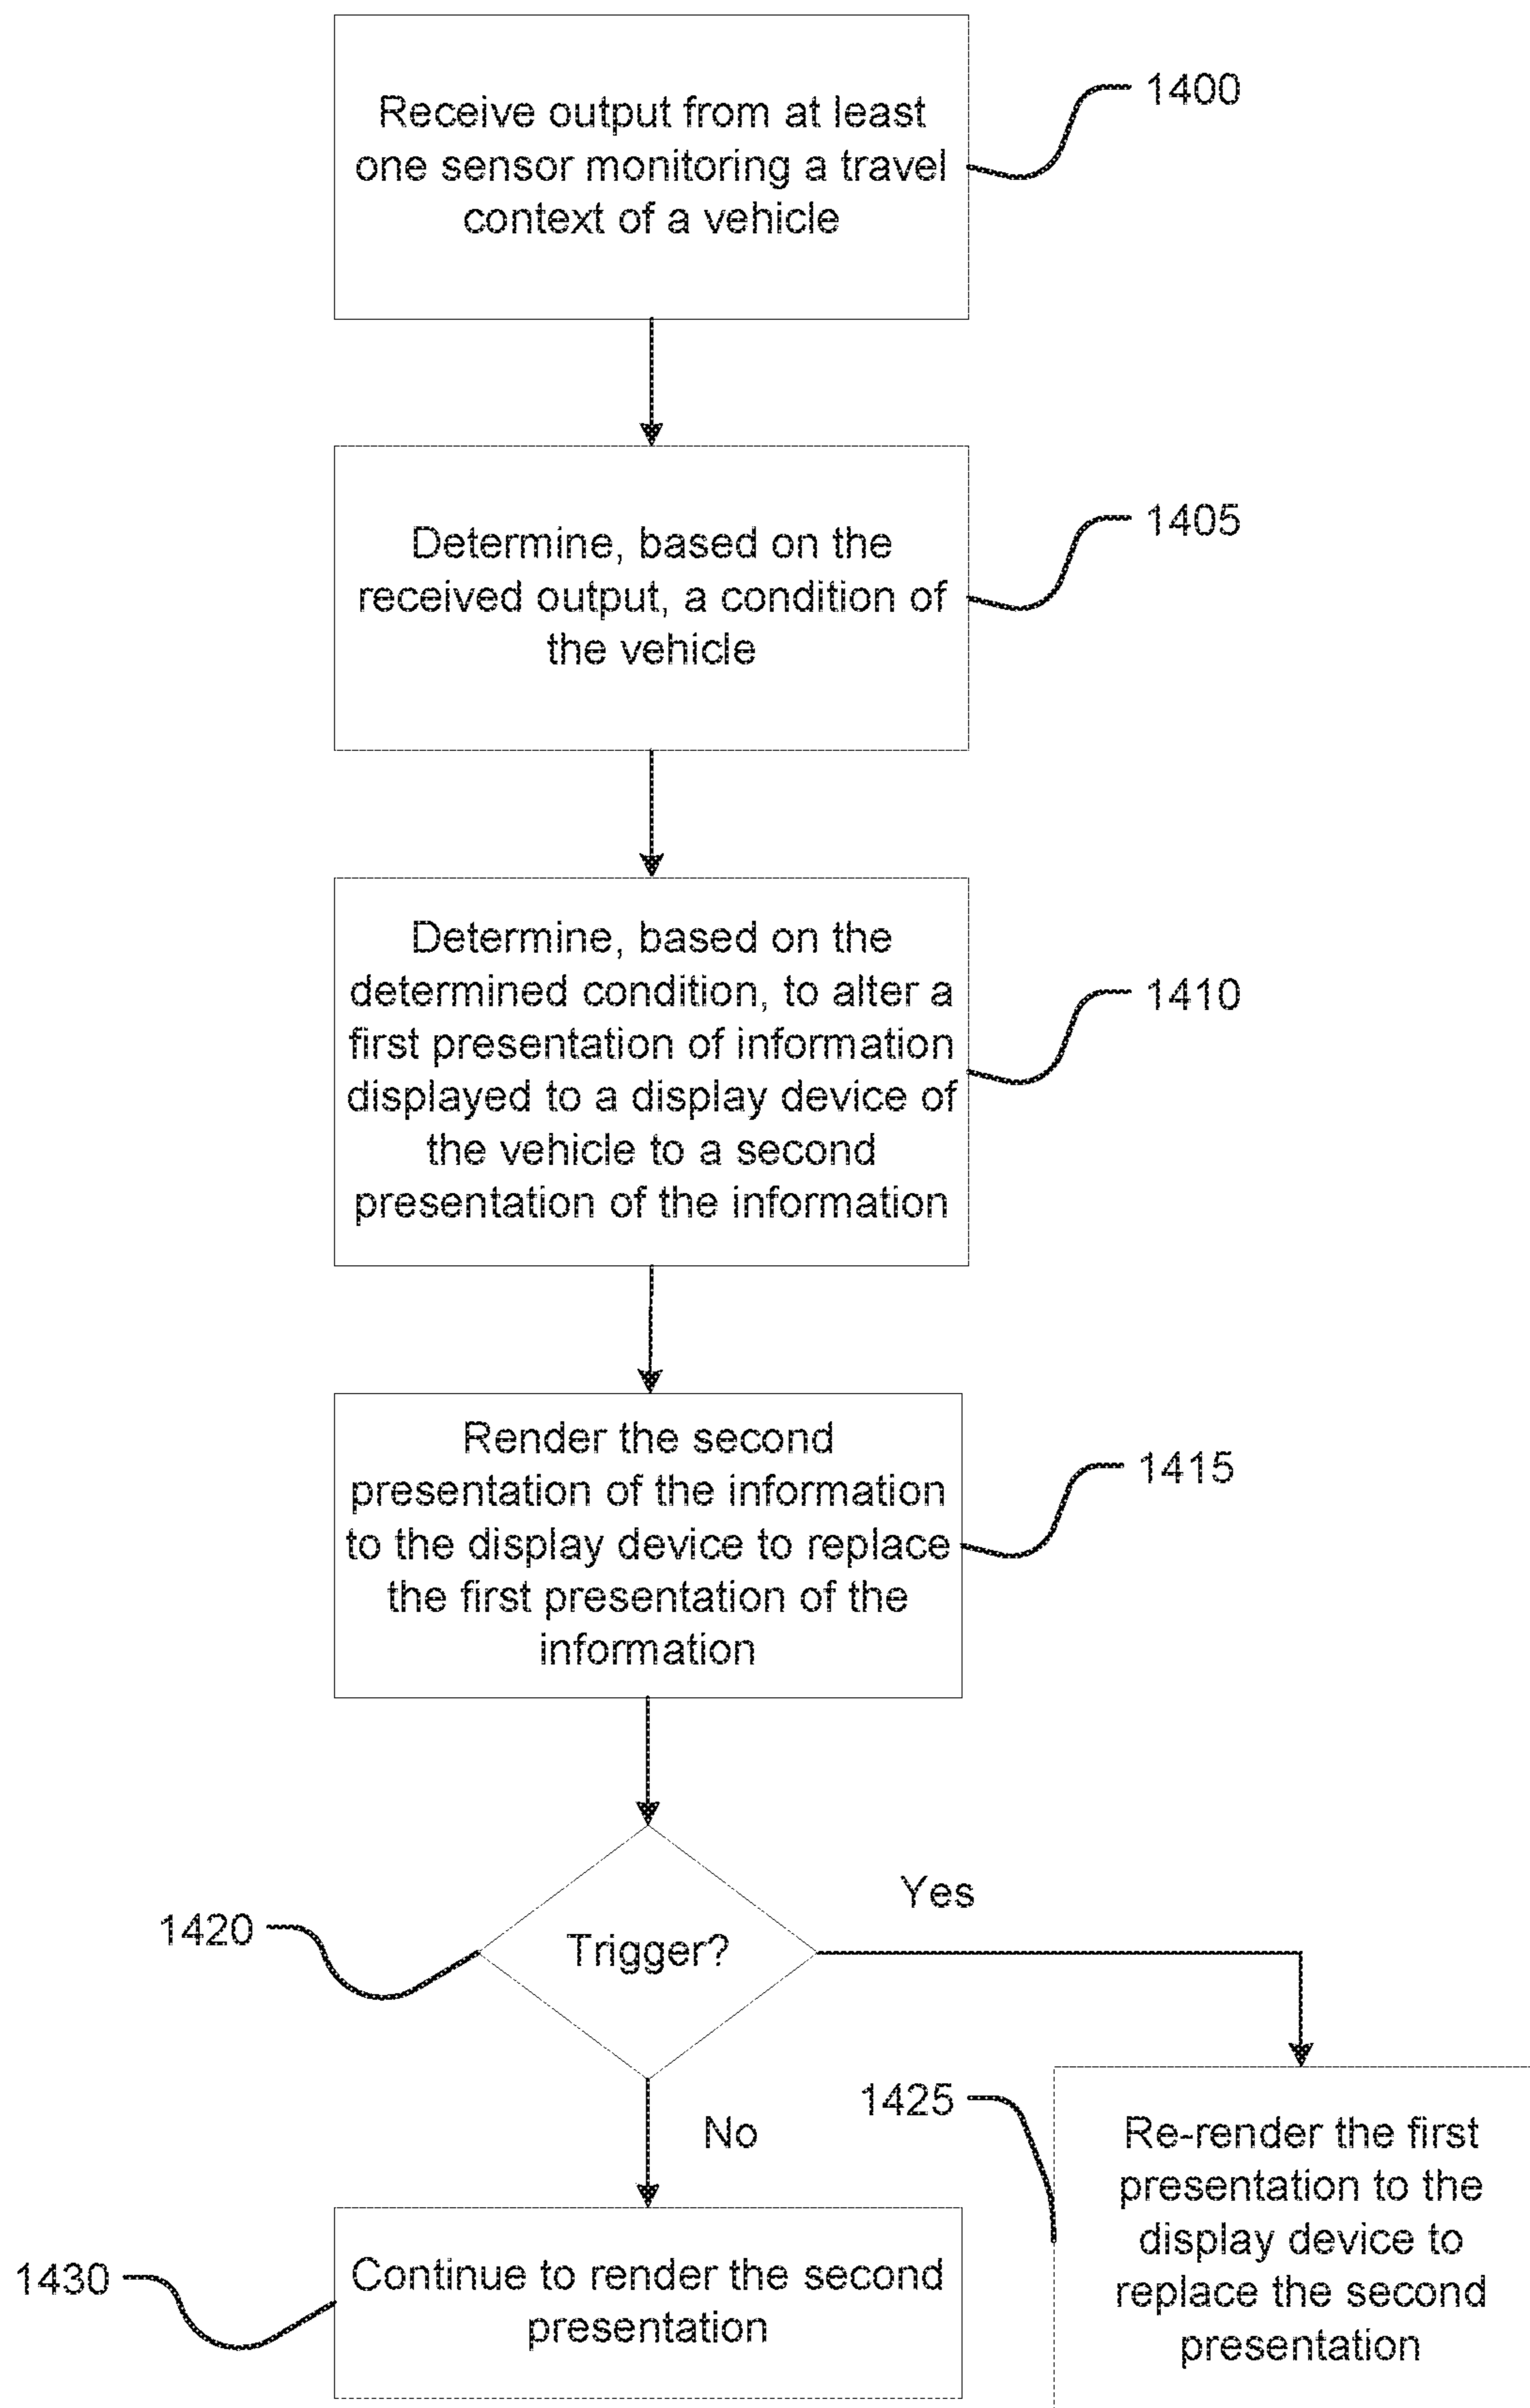 Receive output from at least
one sensor monitoring a travel
context of a vehicle
1400
Determine, based on the
received output, a condition of
the vehicle
1405
Determine, based on the
determined condition, to alter a
first presentation of information
displayed to a display device of
the vehicle to a second
presentation of the information
1410
Render the second
presentation of the information
to the display device to replace
the first presentation of the
information
1415
Trigger?
1420
Yes
No
1425
Re-render the first
presentation to the
display device to
replace the second
presentation
1430
Continue to render the second
presentation